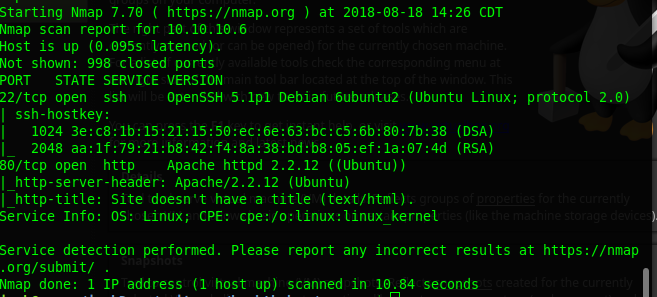 Starting Nmap 7.70 ( https://nmap.org ) at 2018-08-18 14:26 CDT
Nmap scan report for 10.10.10.6
Host is up (0.095s latency).
Not shown: 998 closed ports
PORT   STATE SERVICE VERSION
22/tcp open  ssh     OpenSSH 5.1p1 Debian 6ubuntu2 (Ubuntu Linux; protocol 2.0)
| ssh-hostkey:
|   1024 3e:c8:1b:15:21:15:50:ec:6e:63:bc:c5:6b:80:7b:38 (DSA)
|_  2048 aa:1f:79:21:b8:42:f4:8a:38:bd:b8:05:ef:1a:07:4d (RSA)
80/tcp open  http    Apache httpd 2.2.12 ((Ubuntu))
|_http-server-header: Apache/2.2.12 (Ubuntu)
|_http-title: Site doesn't have a title (text/html).
Service Info: OS: Linux; CPE: cpe:/o:linux:linux_kernel
Service detection performed. Please report any incorrect results at https://nmap
.org/submit/ .
Nmap done: 1 IP address (1 host up) scanned in 10.84 seconds